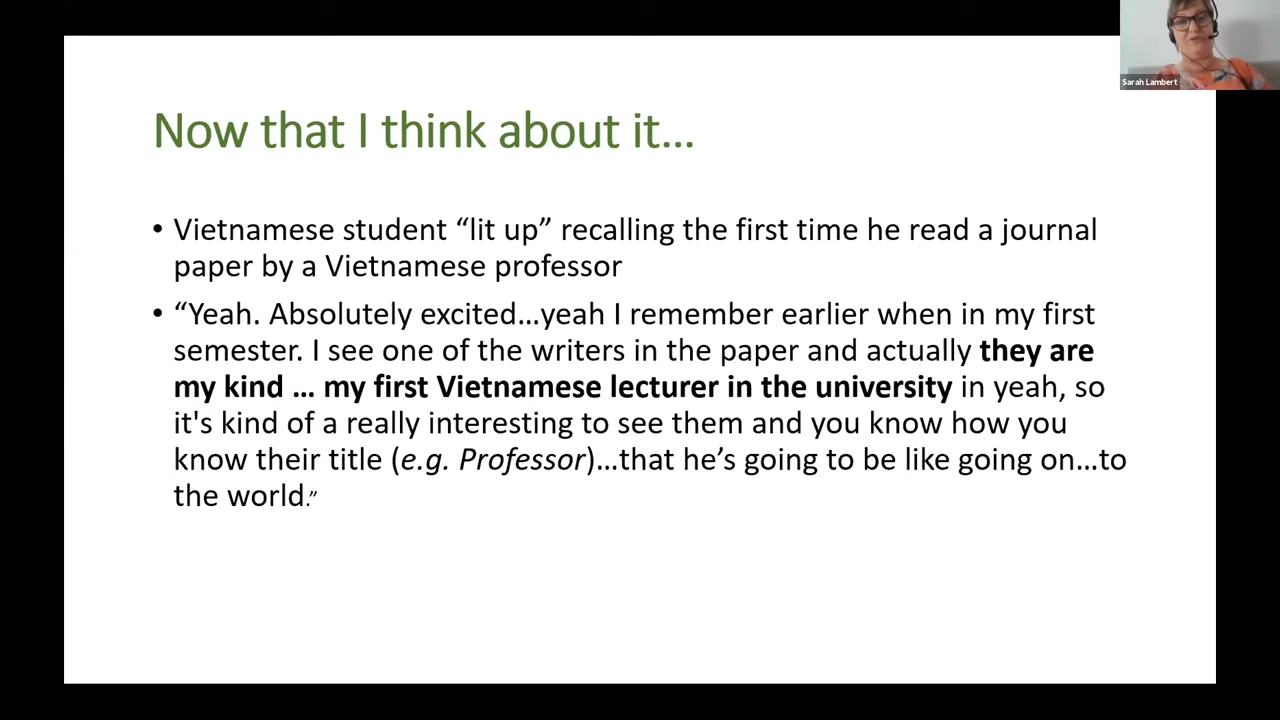 Sarah Lambert
Now that I think about it...
• Vietnamese student “lit up” recalling the first time he read a journal
paper by a Vietnamese professor
• “Yeah. Absolutely excited…yeah I remember earlier when in my first
semester. I see one of the writers in the paper and actually they are
my kind … my first Vietnamese lecturer in the university in yeah, so
it's kind of a really interesting to see them and you know how you
know their title (e.g. Professor)…that he’s going to be like going on…to
the world.”